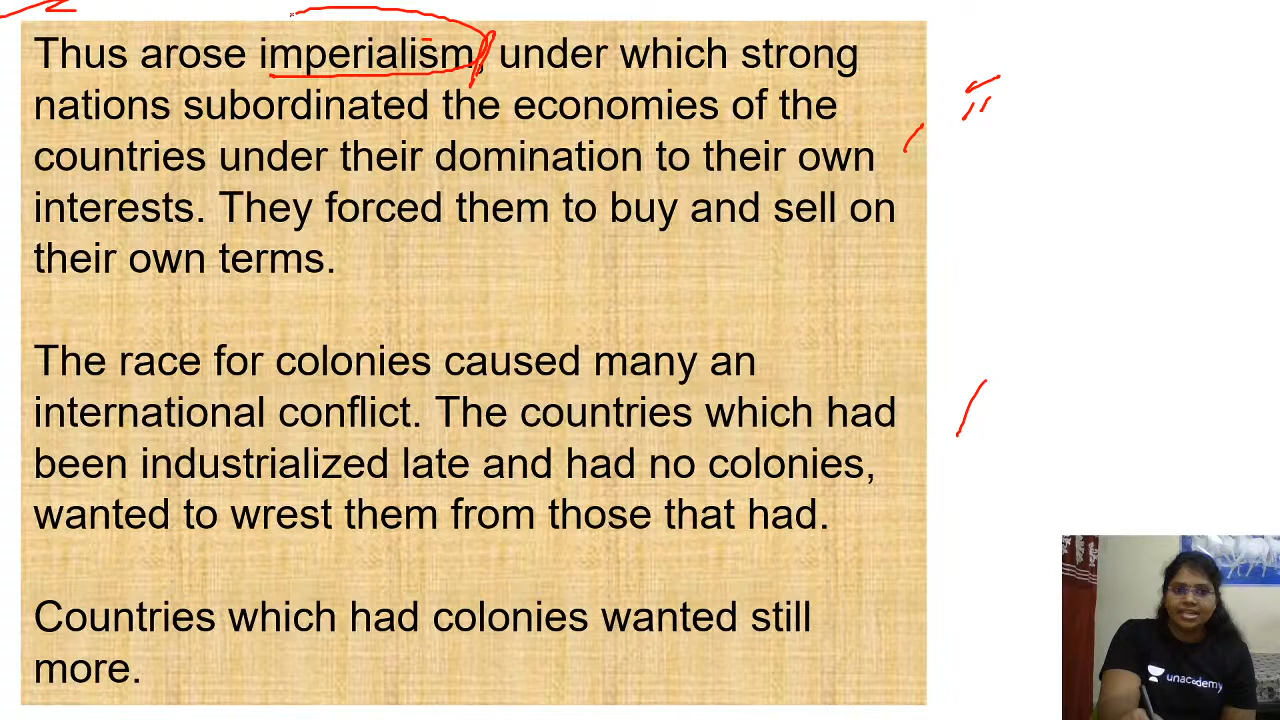 Thus arose imperialism, under which strong
nations subordinated the economies of the
countries under their domination to their own
interests. They forced them to buy and sell on
their own terms.
The race for colonies caused many an
international conflict. The countries which had
been industrialized late and had no colonies,
wanted to wrest them from those that had.
Countries which had colonies wanted still
more.
unacademy